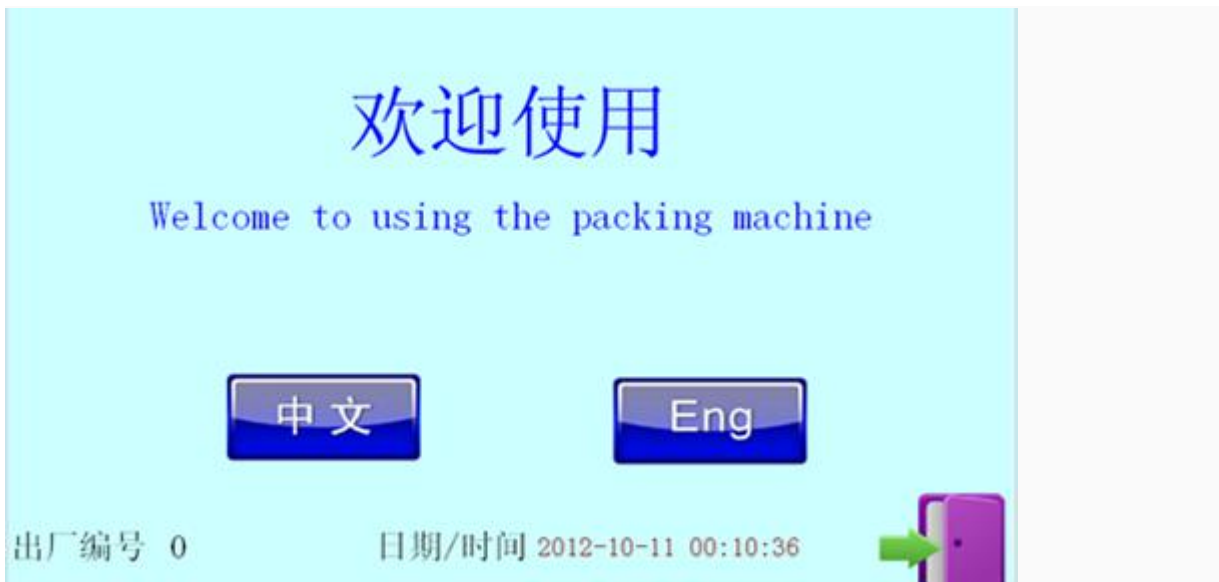 欢迎使用
Welcome to using the packing machine
中文 Eng
出厂编号 0 日期/时间 2012-10-11 00:10:36